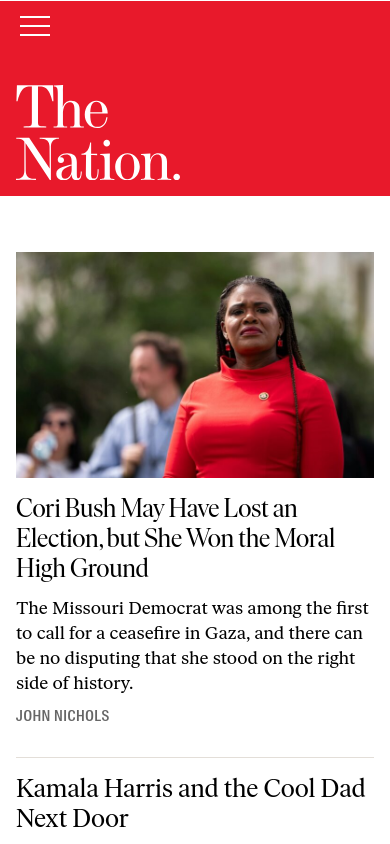 The
Nation.
Cori Bush May Have Lost an
Election, but She Won the Moral
High Ground
The Missouri Democrat was among the first
to call for a ceasefire in Gaza, and there can
be no disputing that she stood on the right
side of history.
JOHN NICHOLS
Kamala Harris and the Cool Dad
Next Door